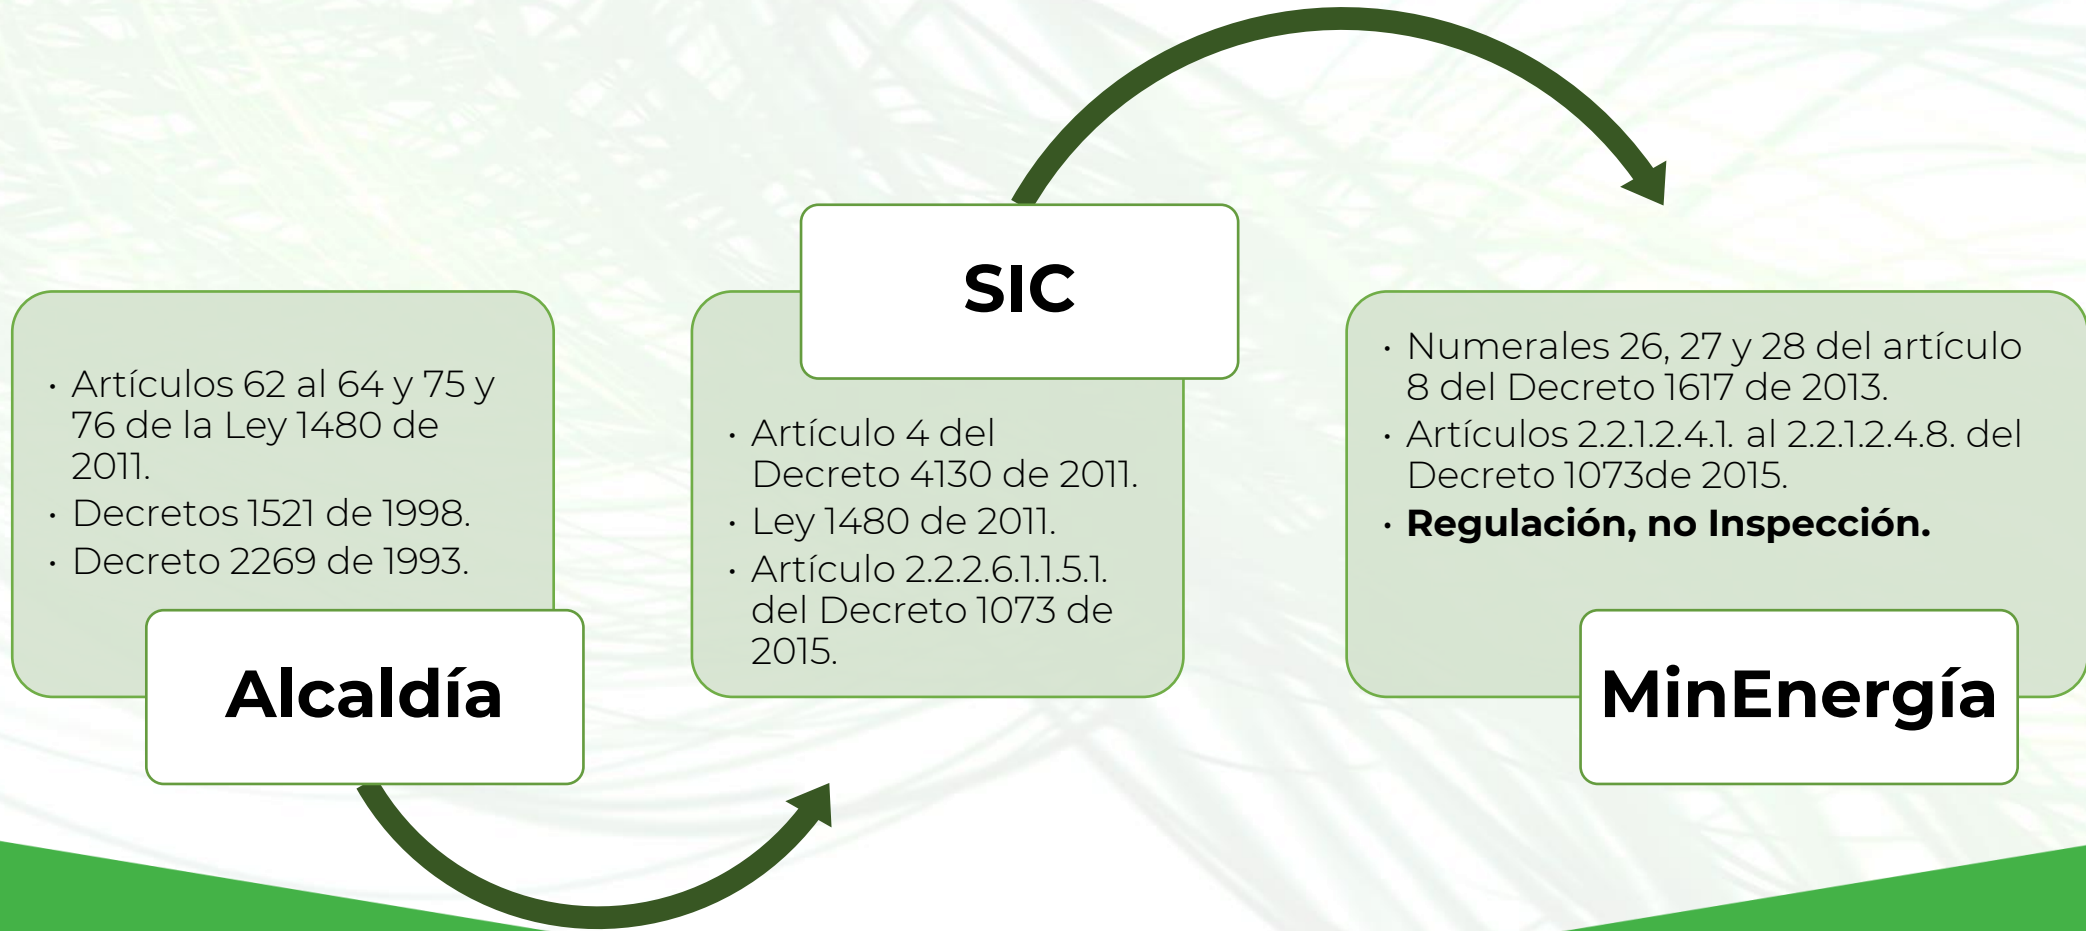 · Artículos 62 al 64 y 75 y
76 de la Ley 1480 de
2011.
· Decretos 1521 de 1998.
· Decreto 2269 de 1993.
Alcaldía
SIC
· Artículo 4 del
Decreto 4130 de 2011.
· Ley 1480 de 2011.
· Artículo 2.2.2.6.1.1.5.1.
del Decreto 1073 de
2015.
· Numerales 26, 27 y 28 del artículo
8 del Decreto 1617 de 2013.
· Artículos 2.2.1.2.4.1. al 2.2.1.2.4.8. del
Decreto 1073de 2015.
· Regulación, no Inspección.
MinEnergía